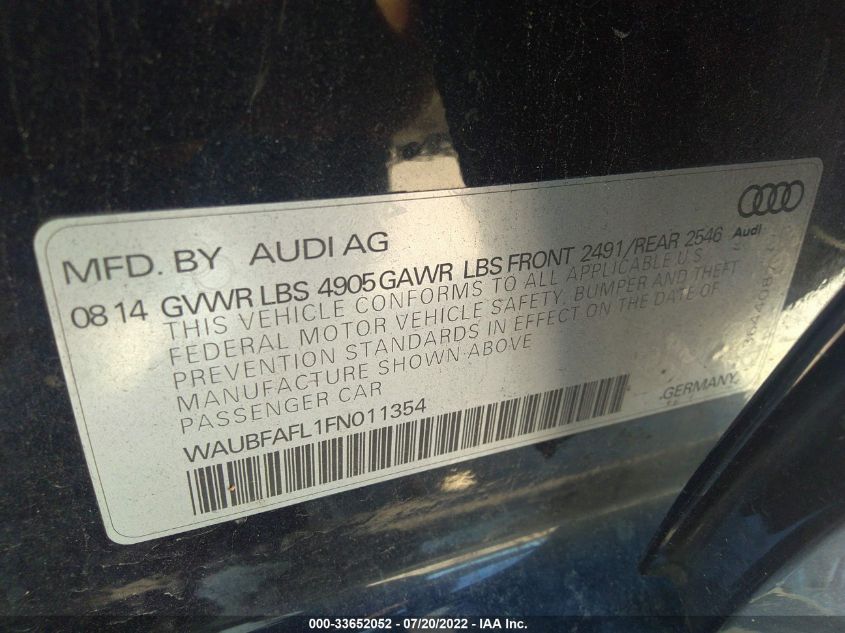 MFD. BY AUDI AG
Audi
08 14 GVWR LBS 4905 GAWR LBS FRONT 2491/REAR 2546
THIS VEHICLE CONFORMS TO ALL APPLICABLE U.S.
FEDERAL MOTOR VEHICLE SAFETY, BUMPER AND THEFT
PREVENTION STANDARDS IN EFFECT ON THE DATE OF
MANUFACTURE SHOWN ABOVE
PASSENGER CAR
GERMANY
WAUBFAFL1FN011354
000-33652052 - 07/20/2022 - IAA Inc.